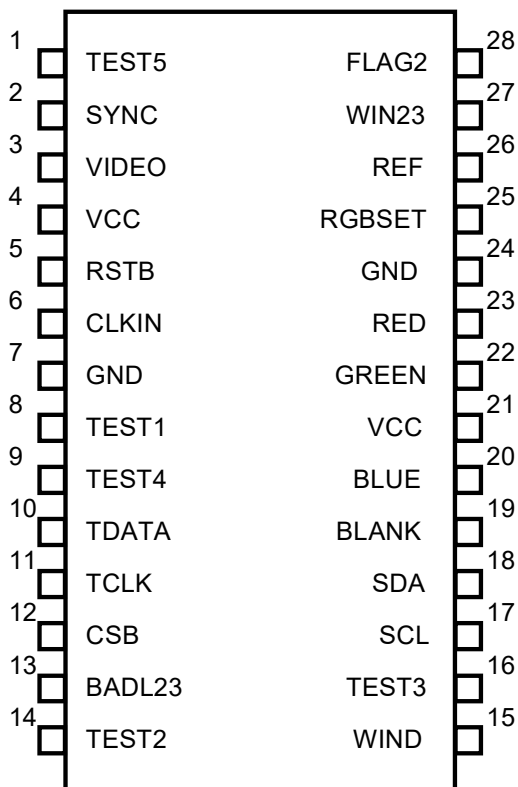 1 TEST5 FLAG2 28
2 SYNC WIN23 27
3 VIDEO REF 26
4 VCC RGBSET 25
5 RSTB GND 24
6 CLKIN RED 23
7 GND GREEN 22
8 TEST1 VCC 21
9 TEST4 BLUE 20
10 TDATA BLANK 19
11 TCLK SDA 18
12 CSB SCL 17
13 BADL23 TEST3 16
14 TEST2 WIND 15